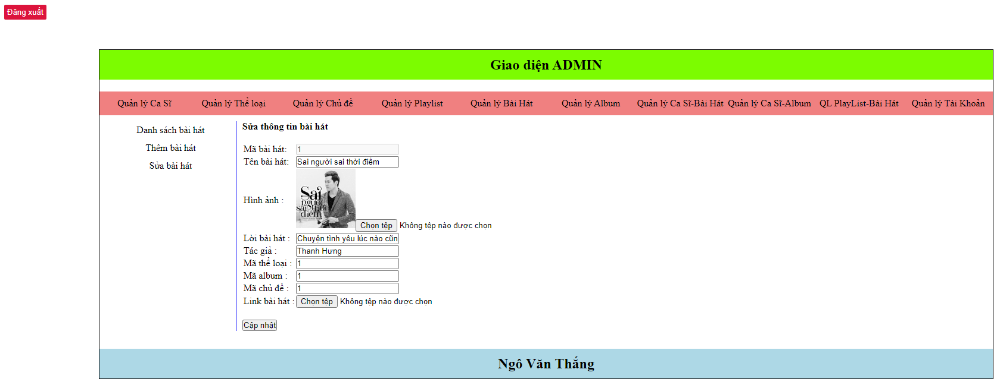 Đăng xuất
Giao diện ADMIN
Quản lý Ca Sĩ Quản lý Thể loại Quản lý Chủ đề Quản lý Playlist Quản lý Bài Hát Quản lý Album Quản lý Ca Sĩ-Bài Hát Quản lý Ca Sĩ-Album QL PlayList-Bài Hát Quản lý Tài Khoản
Danh sách bài hát
Thêm bài hát
Sửa bài hát
Sửa thông tin bài hát
Mã bài hát: 1
Tên bài hát: Sai người sai thời điểm
Sai
người
sai thời
điểm
Hình ảnh :
Chọn tệp Không tệp nào được chọn
Lời bài hát : Chuyện tình yêu lúc nào cũn
Tác giả : Thanh Hưng
Mã thể loại : 1
Mã album : 1
Mã chủ đề : 1
Link bài hát : Chọn tệp Không tệp nào được chọn
Cập nhật
Ngô Văn Thắng